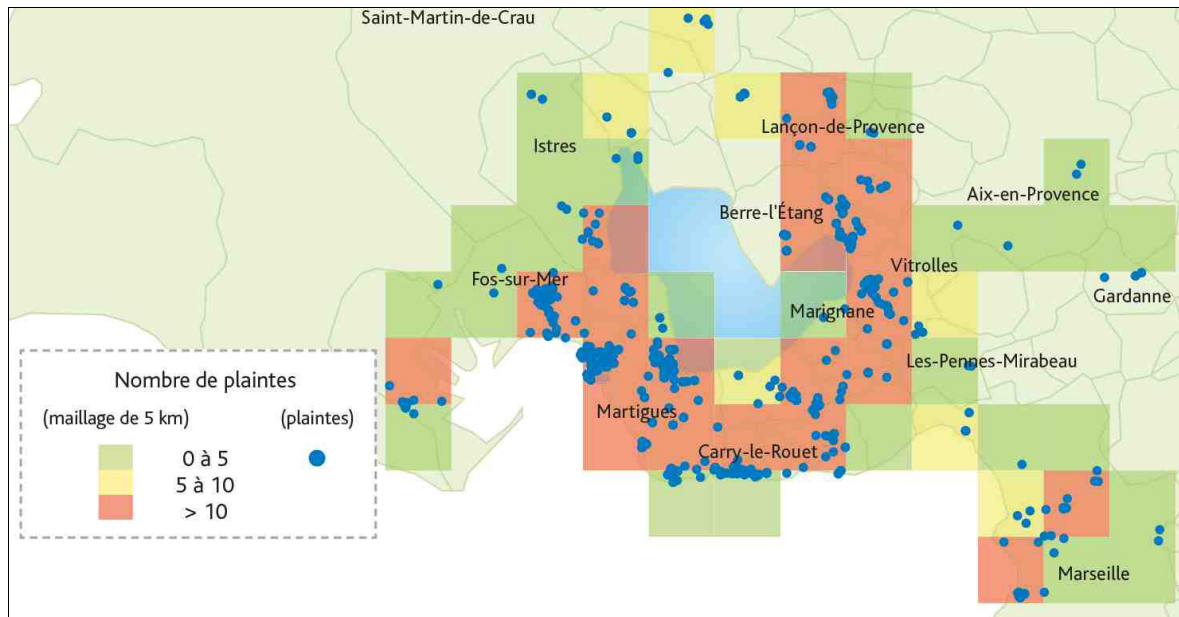 Saint-Martin-de-Crau
Lançon-de-Provence
Istres
Aix-en-Provence
Berre-l'Étang
Vitrolles
Fos-sur-Mer
Gardanne
Marignane
Les-Pennes-Mirabeau
Martigues
Carry-le-Rouet
Marseille
Nombre de plaintes
(maillage de 5 km) (plaintes)
0 à 5
5 à 10
> 10